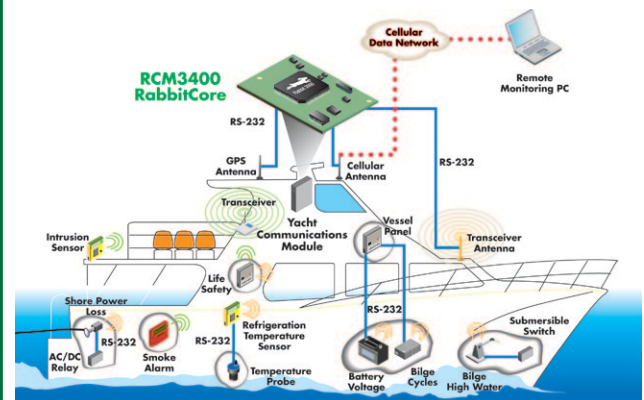 Cellular
Data Network
Remote
Monitoring PC
RCM3400
RabbitCore
RS-232
GPS
Antenna
Cellular
Antenna
RS-232
Transceiver
Yacht
Communications
Module
Vessel
Panel
Intrusion
Sensor
Transceiver
Antenna
Life
Safety
Shore Power
Loss
RS-232
AC/DC
Relay
RS-232
Smoke
Alarm
RS-232
Refrigeration
Temperature
Sensor
Temperature
Probe
Battery
Voltage
Bilge
Cycles
Submersible
Switch
Bilge
High Water